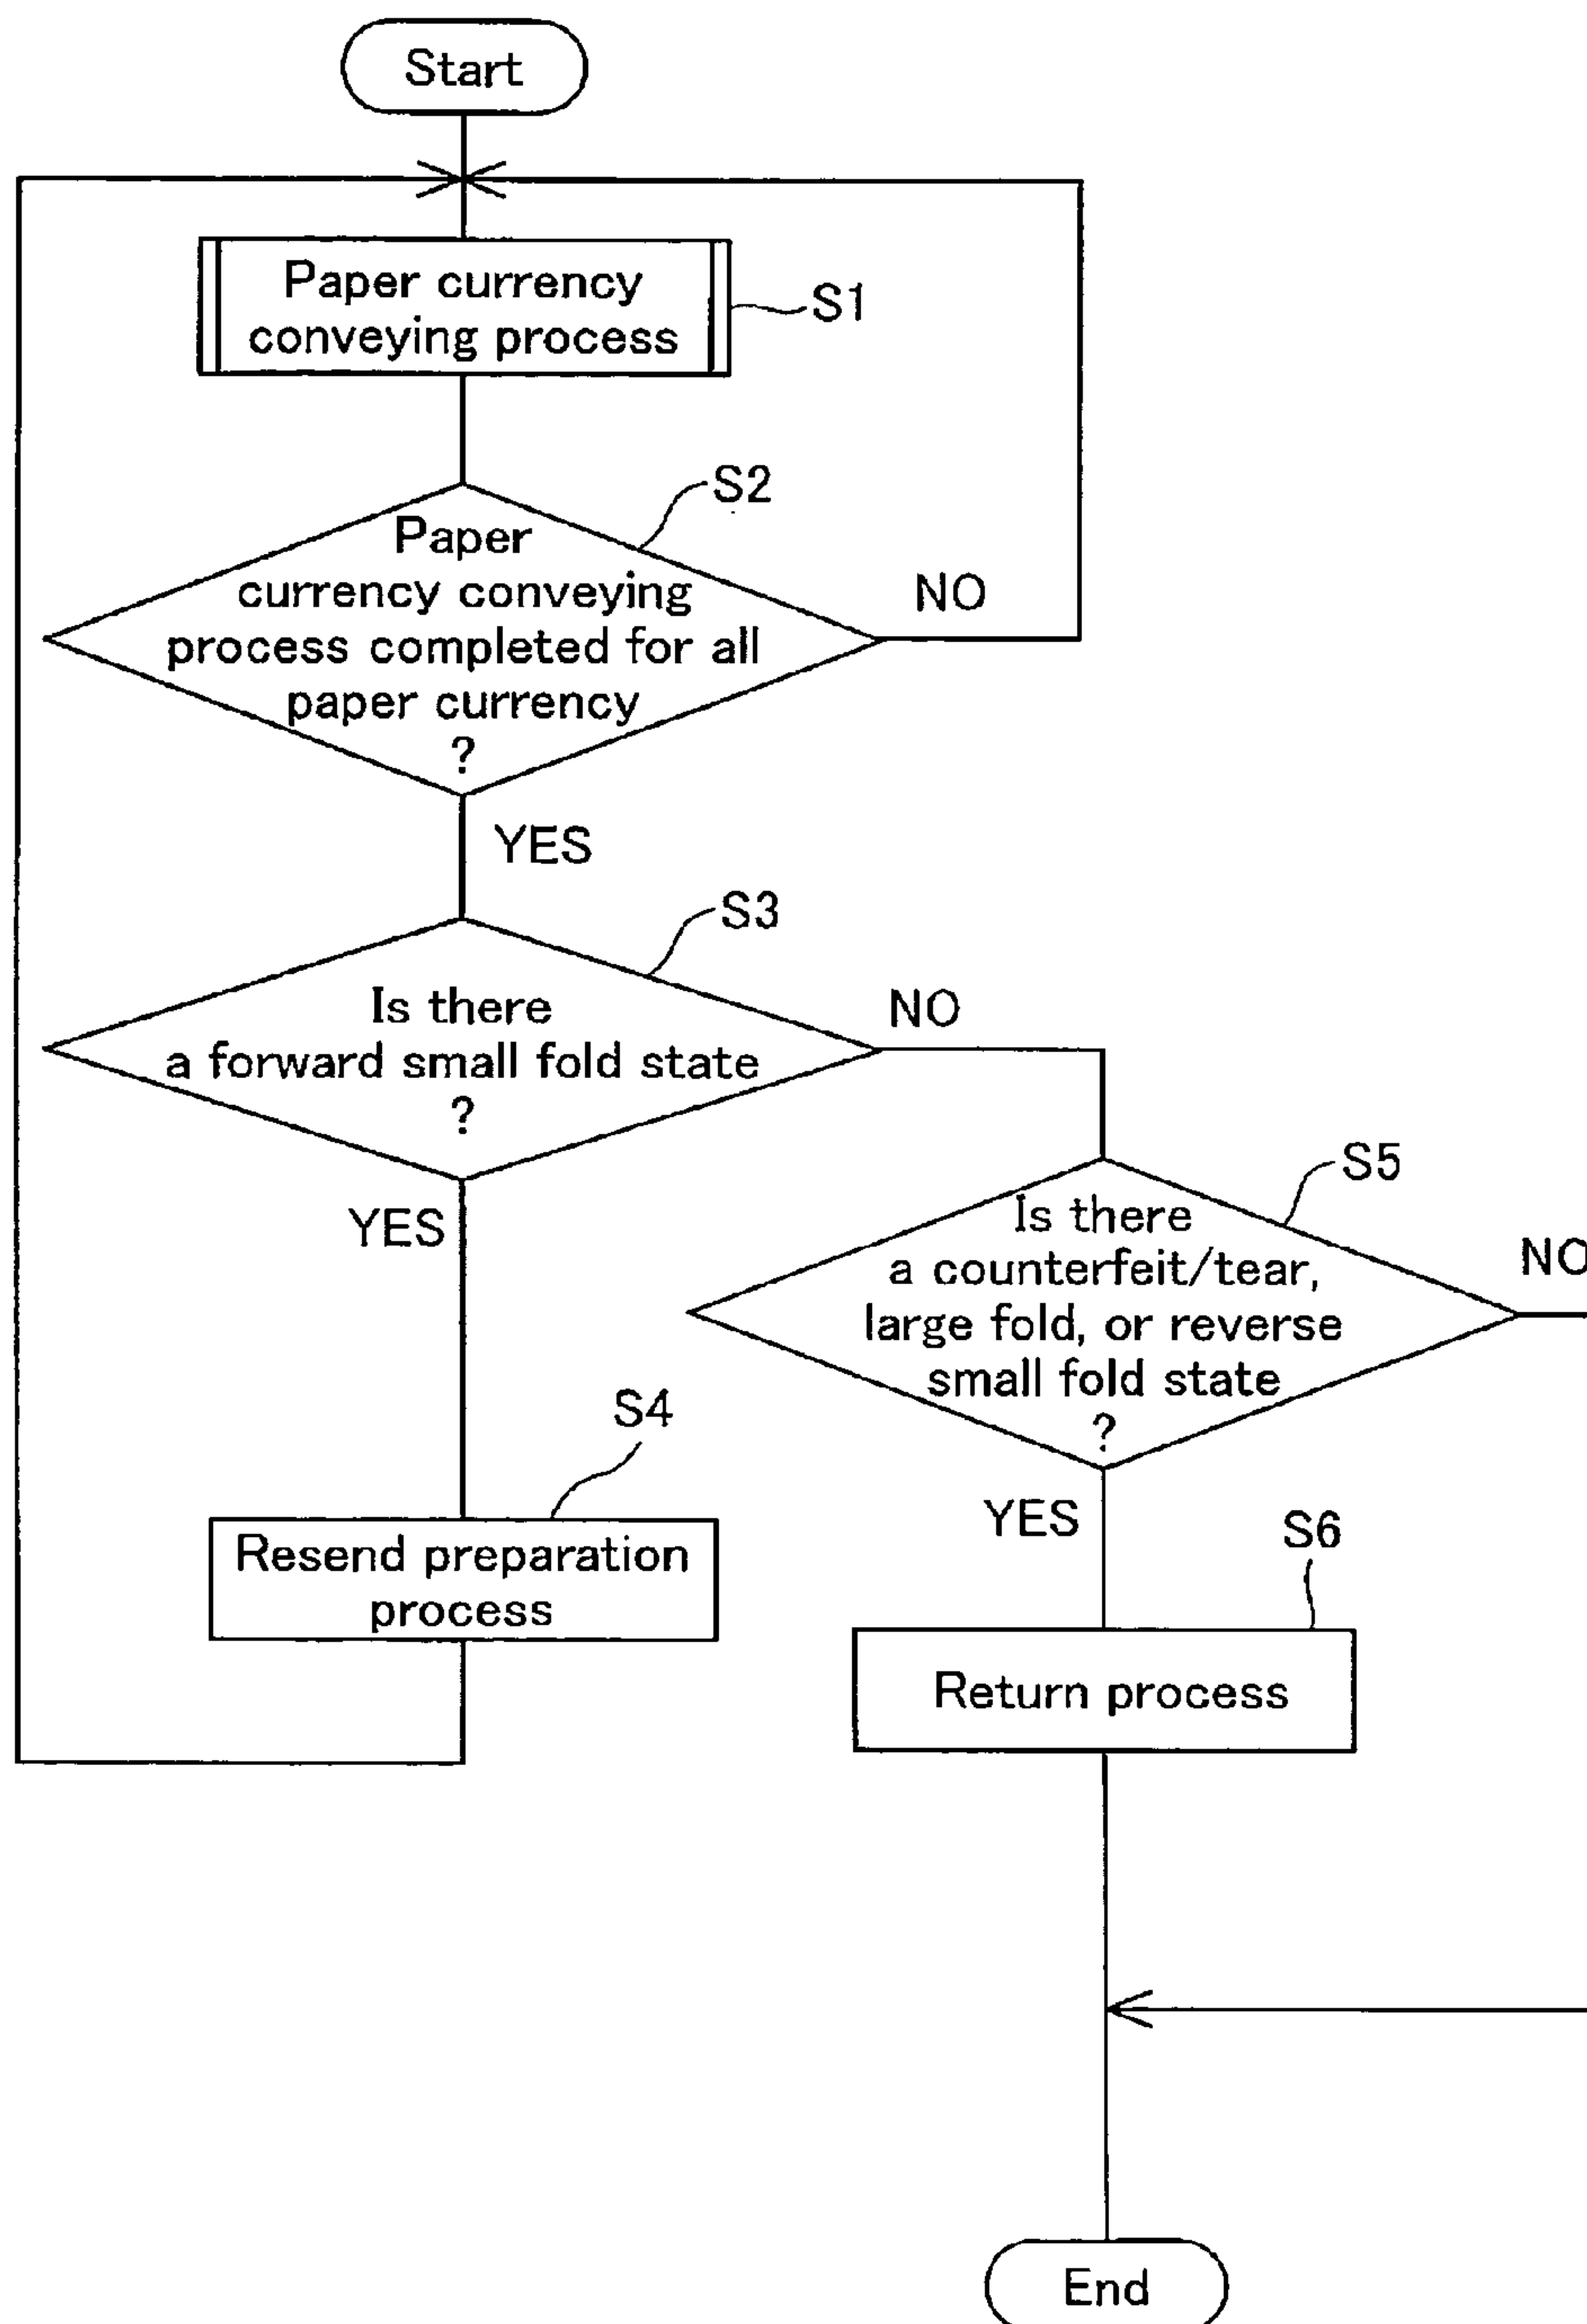 Start
Paper currency
conveying process
S1
S2
Paper
currency conveying
process completed for all
paper currency
?
NO
YES
S3
Is there
a forward small fold state
?
NO
YES
S5
Is there
a counterfeit/tear,
large fold, or reverse
small fold state
?
NO
YES
S4
Resend preparation
process
S6
Return process
End